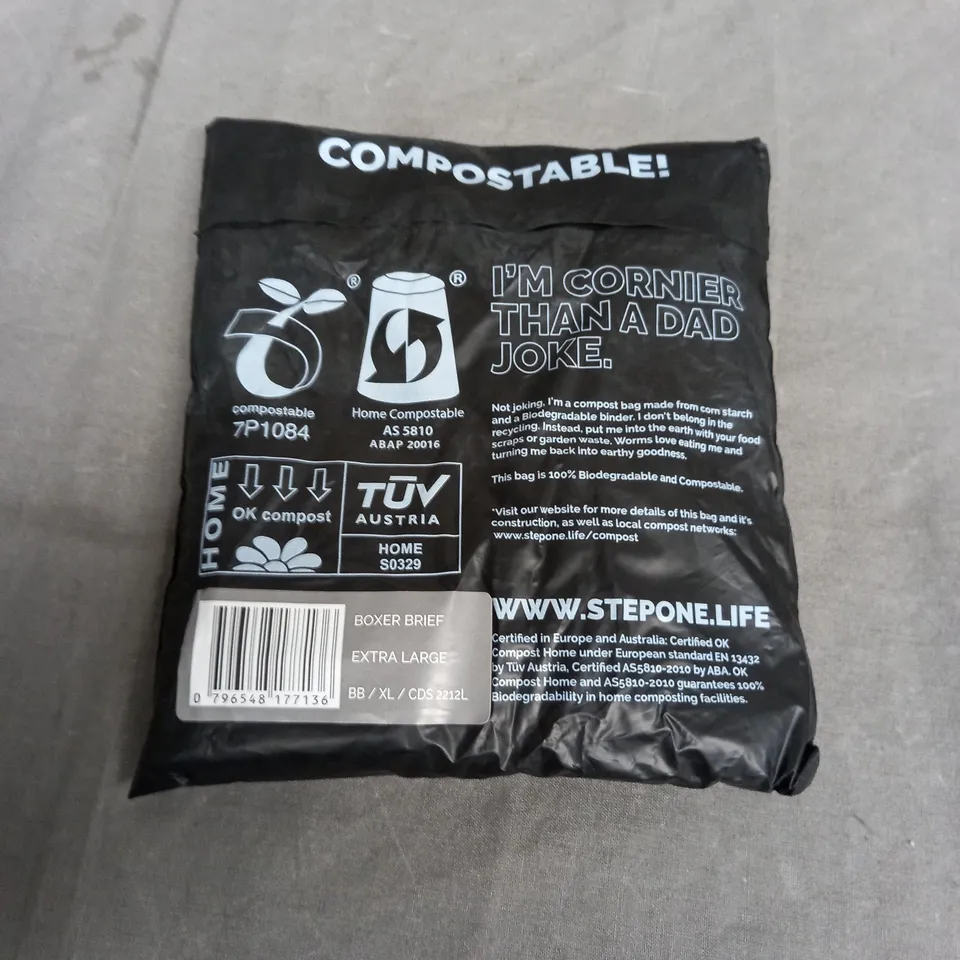 COMPOSTABLE!
®
®
compostable
7P1084
Home Compostable
AS 5810
ABAP 20016
HOME
OK compost
TÜV
AUSTRIA
HOME
S0329
I'M CORNIER
THAN A DAD
JOKE.
Not joking. I'm a compost bag made from corn starch
and a Biodegradable binder. I don't belong in the
recycling. Instead, put me into the earth with your food
scraps or garden waste. Worms love eating me and
turning me back into earthy goodness.
This bag is 100% Biodegradable and Compostable.
*Visit our website for more details of this bag and it's
construction, as well as local compost networks:
www.stepone.life/compost
WWW.STEPONE.LIFE
Certified in Europe and Australia: Certified OK
Compost Home under European standard EN 13432
by Tüv Austria, Certified AS5810-2010 by ABA. OK
Compost Home and AS5810-2010 guarantees 100%
Biodegradability in home composting facilities.
BOXER BRIEF
EXTRA LARGE
BB / XL / CDS 2212L
0 796548 177136